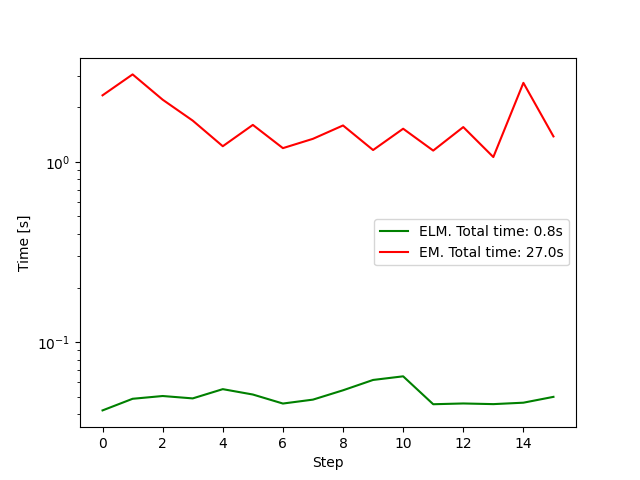 10⁰
10⁻¹
Time [s]
ELM. Total time: 0.8s
EM. Total time: 27.0s
0 2 4 6 8 10 12 14
Step